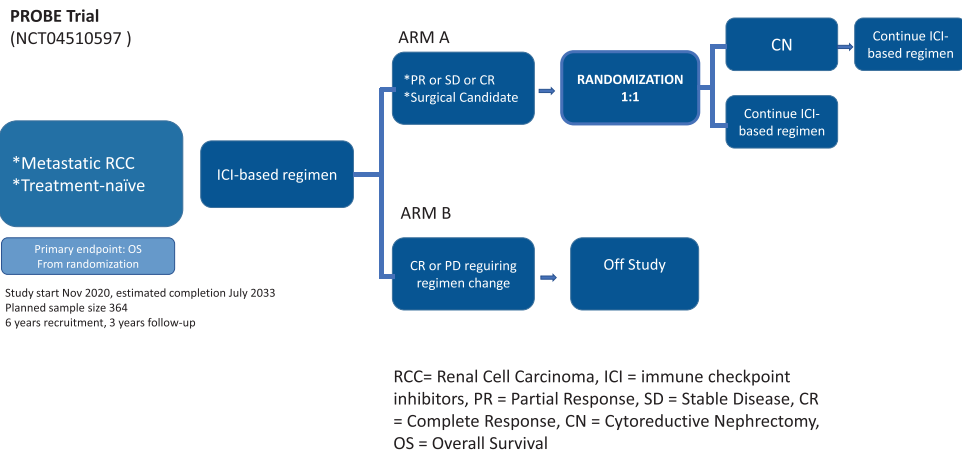 PROBE Trial
(NCT04510597 )
*Metastatic RCC
*Treatment-naïve
Primary endpoint: OS
From randomization
Study start Nov 2020, estimated completion July 2033
Planned sample size 364
6 years recruitment, 3 years follow-up
ICI-based regimen
ARM A
*PR or SD or CR
*Surgical Candidate
RANDOMIZATION
1:1
CN
Continue ICI-
based regimen
Continue ICI-
based regimen
ARM B
CR or PD reguiring
regimen change
Off Study
RCC= Renal Cell Carcinoma, ICI = immune checkpoint
inhibitors, PR = Partial Response, SD = Stable Disease, CR
= Complete Response, CN = Cytoreductive Nephrectomy,
OS = Overall Survival